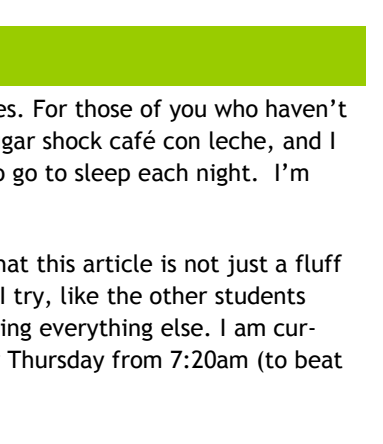 es. For those of you who haven't
gar shock café con leche, and I
o go to sleep each night. I'm
hat this article is not just a fluff
I try, like the other students
ing everything else. I am cur-
Thursday from 7:20am (to beat